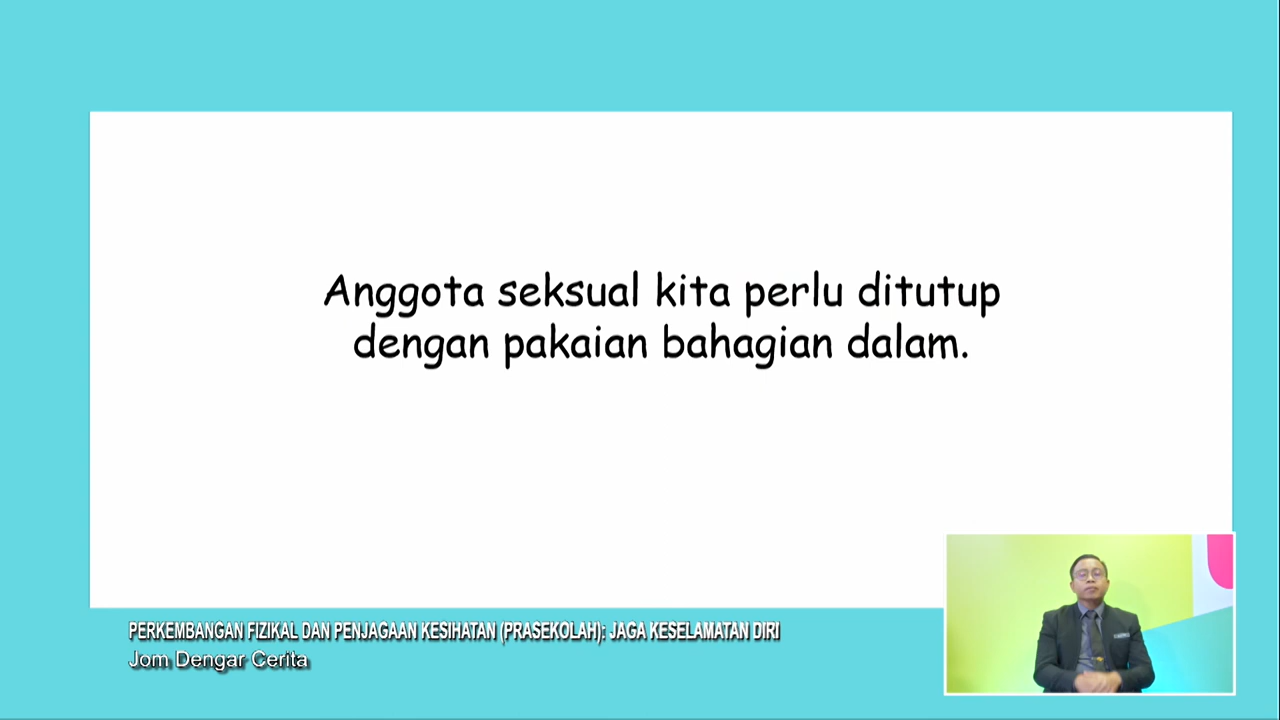 Anggota seksual kita perlu ditutup
dengan pakaian bahagian dalam.
PERKEMBANGAN FIZIKAL DAN PENJAGAAN KESIHATAN (PRASEKOLAH): JAGA KESELAMATAN DIRI
Jom Dengar Cerita